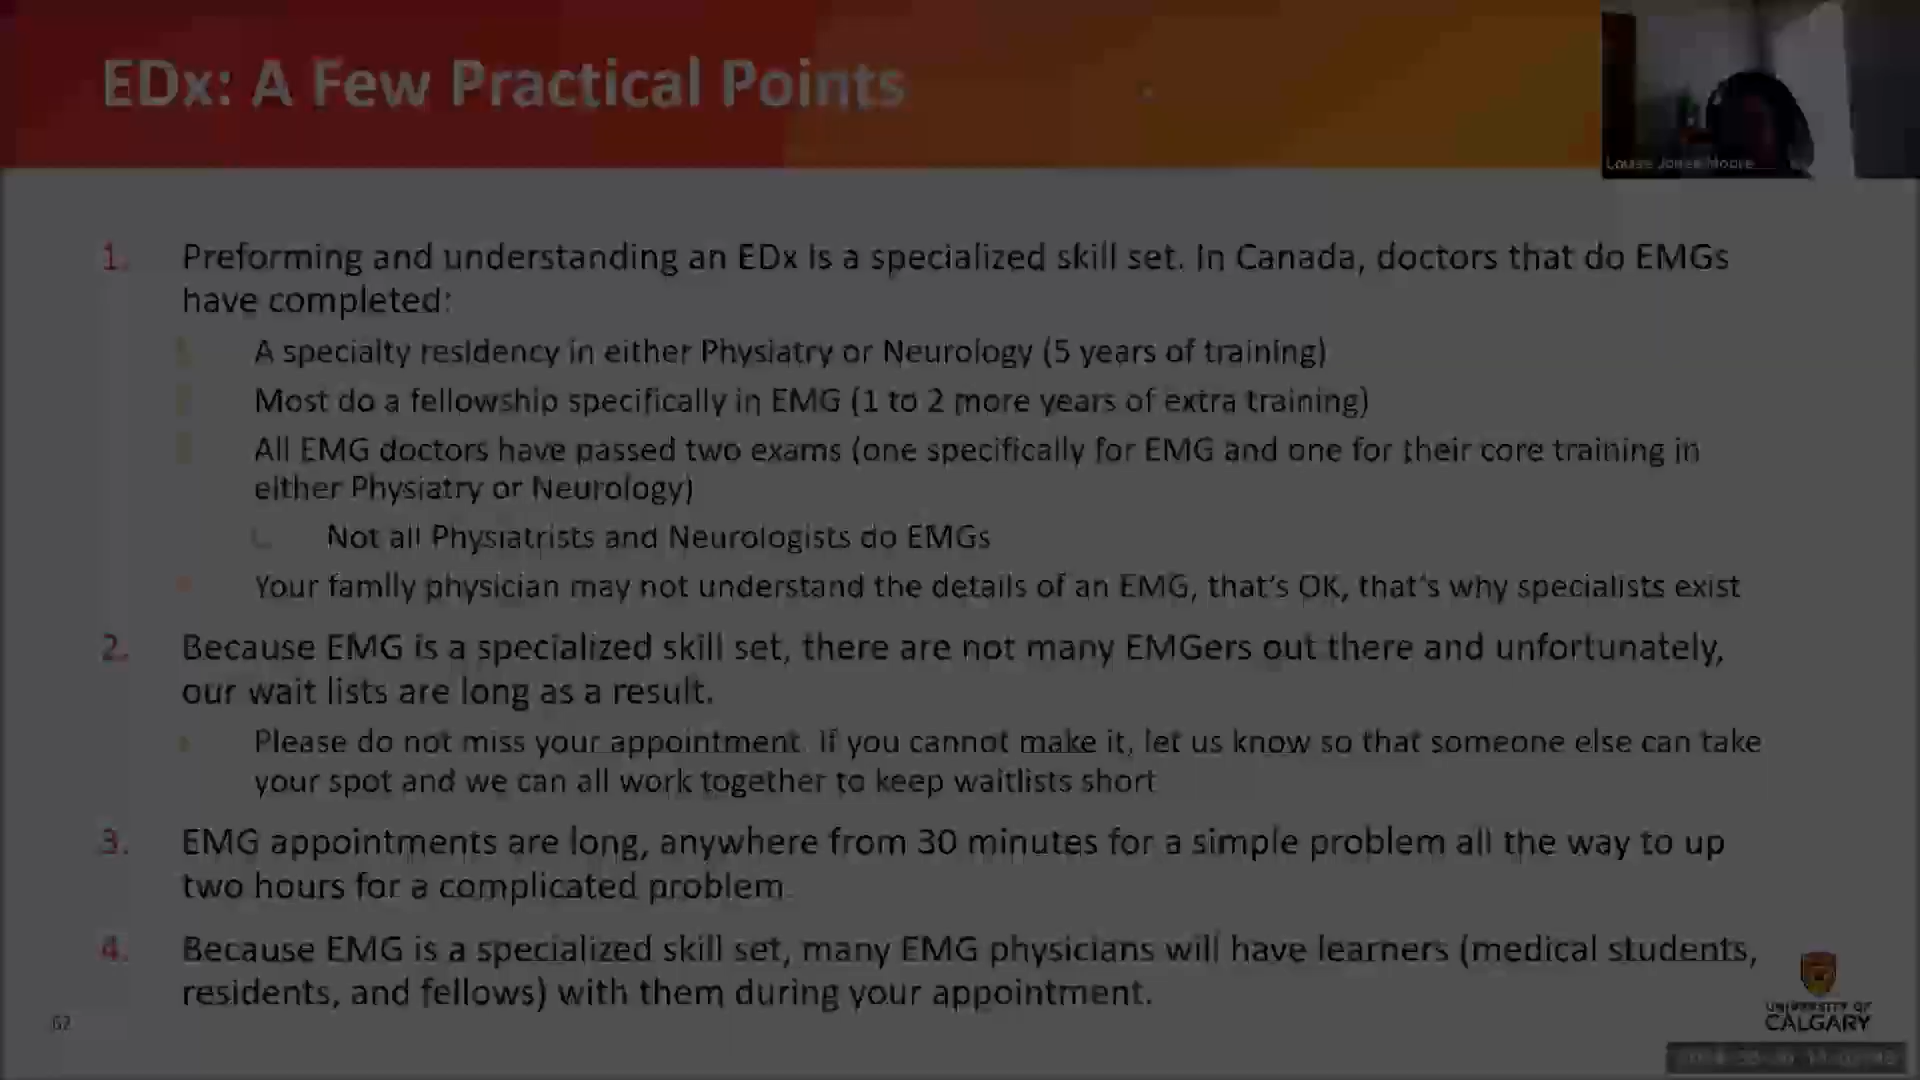 EDx: A Few Practical Points
1. Preforming and understanding an EDx is a specialized skill set. In Canada, doctors that do EMGs
have completed:
A specialty residency in either Physiatry or Neurology (5 years of training)
Most do a fellowship specifically in EMG (1 to 2 more years of extra training)
All EMG doctors have passed two exams (one specifically for EMG and one for their core training in
either Physiatry or Neurology)
Not all Physiatrists and Neurologists do EMGs
Your family physician may not understand the details of an EMG, that's OK, that's why specialists exist
2. Because EMG is a specialized skill set, there are not many EMGers out there and unfortunately,
our wait lists are long as a result.
Please do not miss your appointment. If you cannot make it, let us know so that someone else can take
your spot and we can all work together to keep waitlists short
3. EMG appointments are long, anywhere from 30 minutes for a simple problem all the way to up
two hours for a complicated problem.
4. Because EMG is a specialized skill set, many EMG physicians will have learners (medical students,
residents, and fellows) with them during your appointment.
62
UNIVERSITY OF
CALGARY